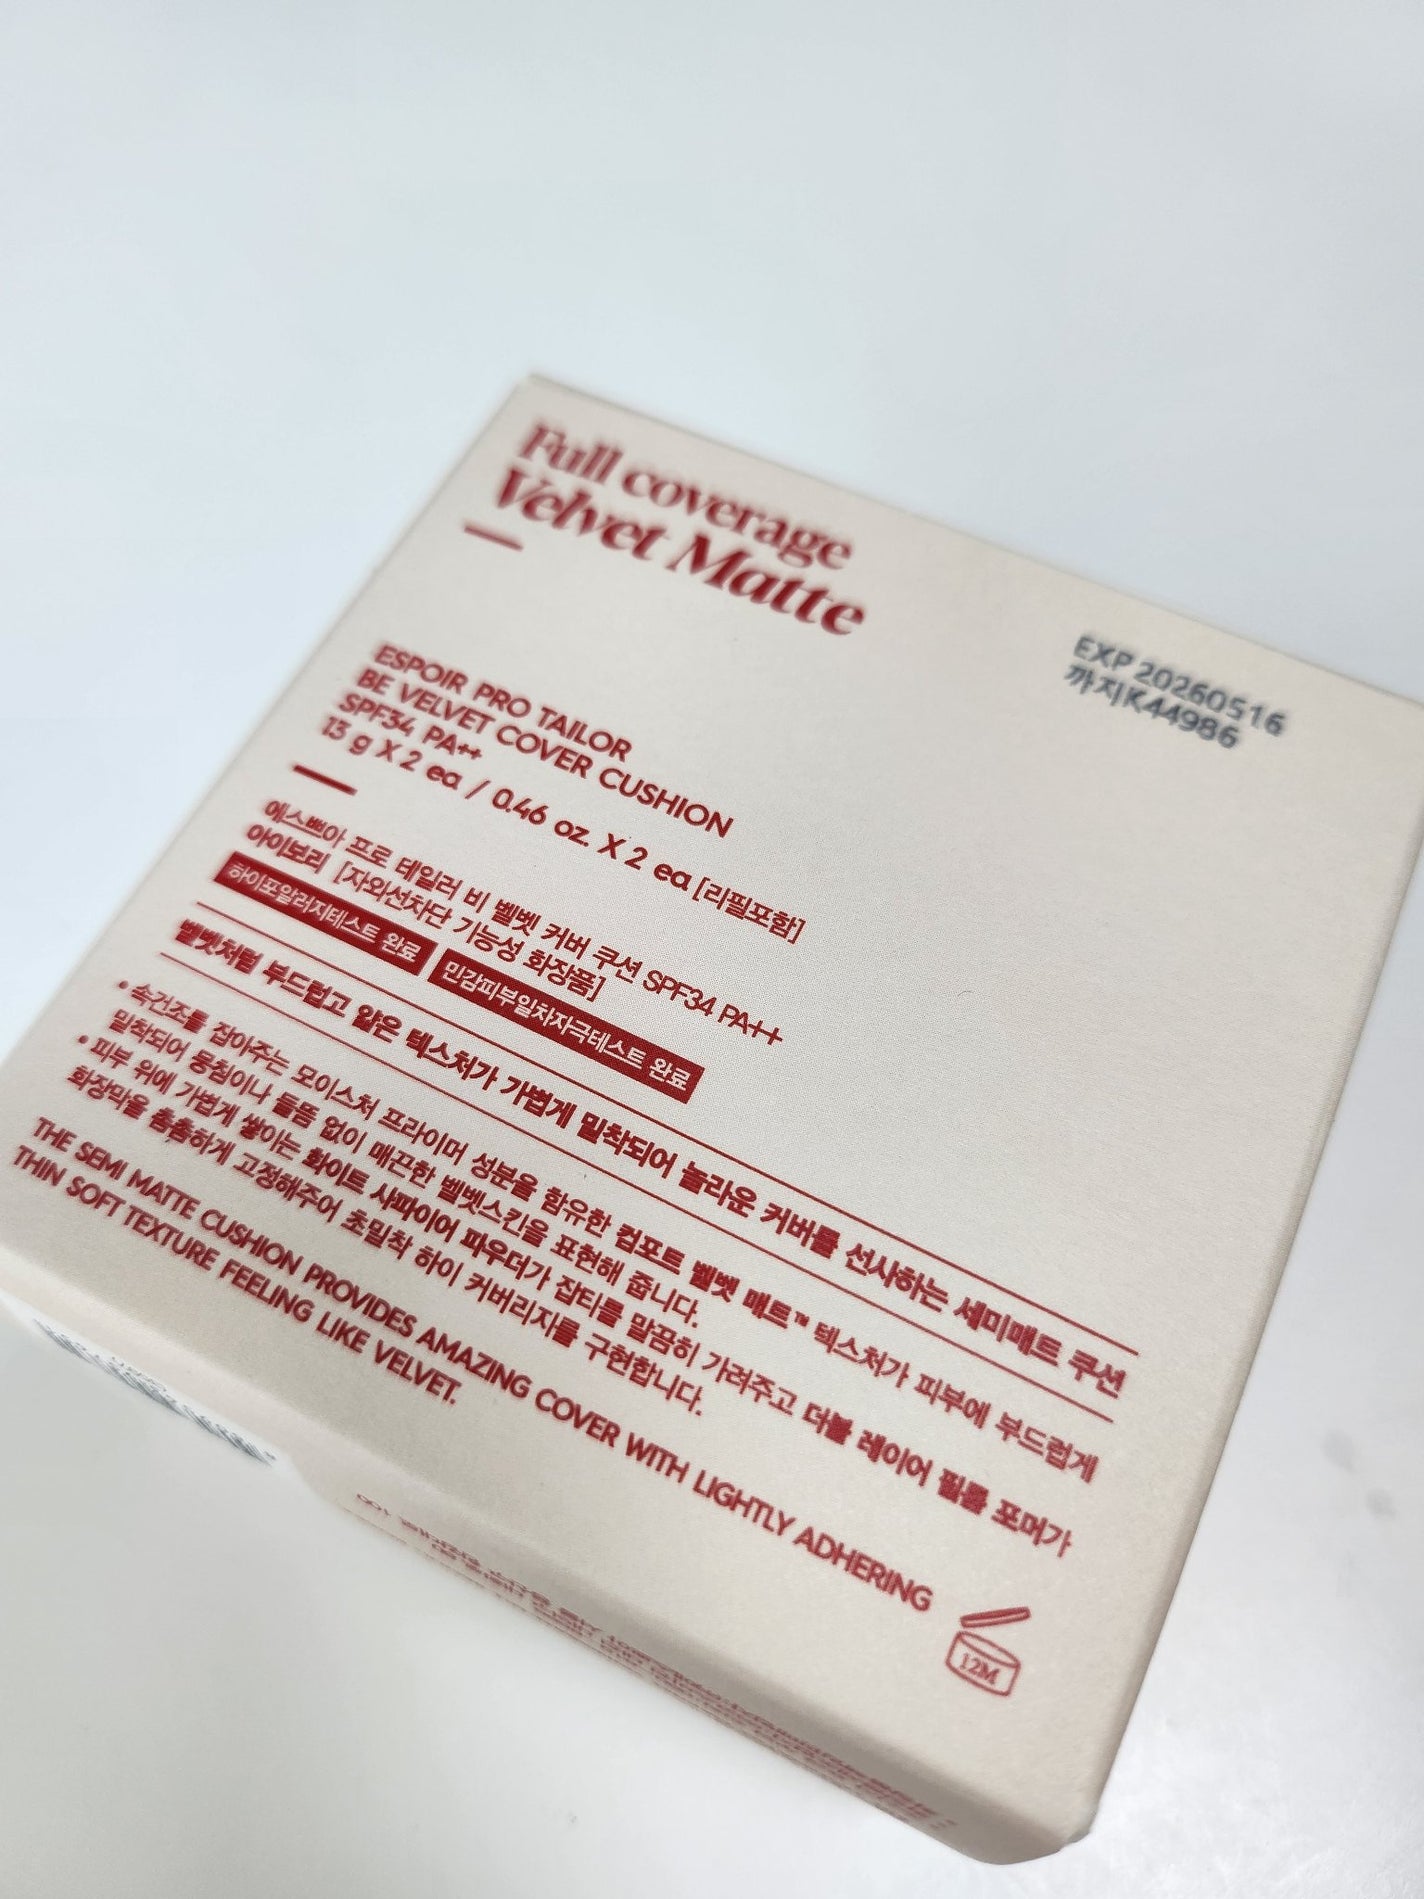 Full coverage
Velvet Matte
EXP 20260516
까지K44986
ESPOIR PRO TAILOR
BE VELVET COVER CUSHION
SPF34 PA++
13 g X 2 ea / 0.46 oz. X 2 ea [리필포함]
에스쁘아 프로 테일러 비 벨벳 커버 쿠션 SPF34 PA++
아이보리 [자외선차단 기능성 화장품]
하이포알러지테스트 완료 민감피부일차자극테스트 완료
벨벳처럼 부드럽고 얇은 텍스처가 가볍게 밀착되어 놀라운 커버를 선사하는 세미매트 쿠션
• 속건조를 잡아주는 모이스처 프라이머 성분을 함유한 컴포트 벨벳 매트™ 텍스처가 피부에 부드럽게
밀착되어 뭉침이나 들뜸 없이 매끈한 벨벳스킨을 표현해 줍니다.
• 피부 위에 가볍게 쌓이는 화이트 사파이어 파우더가 잡티를 말끔히 가려주고 더블 레이어 필름 포머가
화장막을 촘촘하게 고정해주어 초밀착 하이 커버리지를 구현합니다.
THE SEMI MATTE CUSHION PROVIDES AMAZING COVER WITH LIGHTLY ADHERING
THIN SOFT TEXTURE FEELING LIKE VELVET.
12M